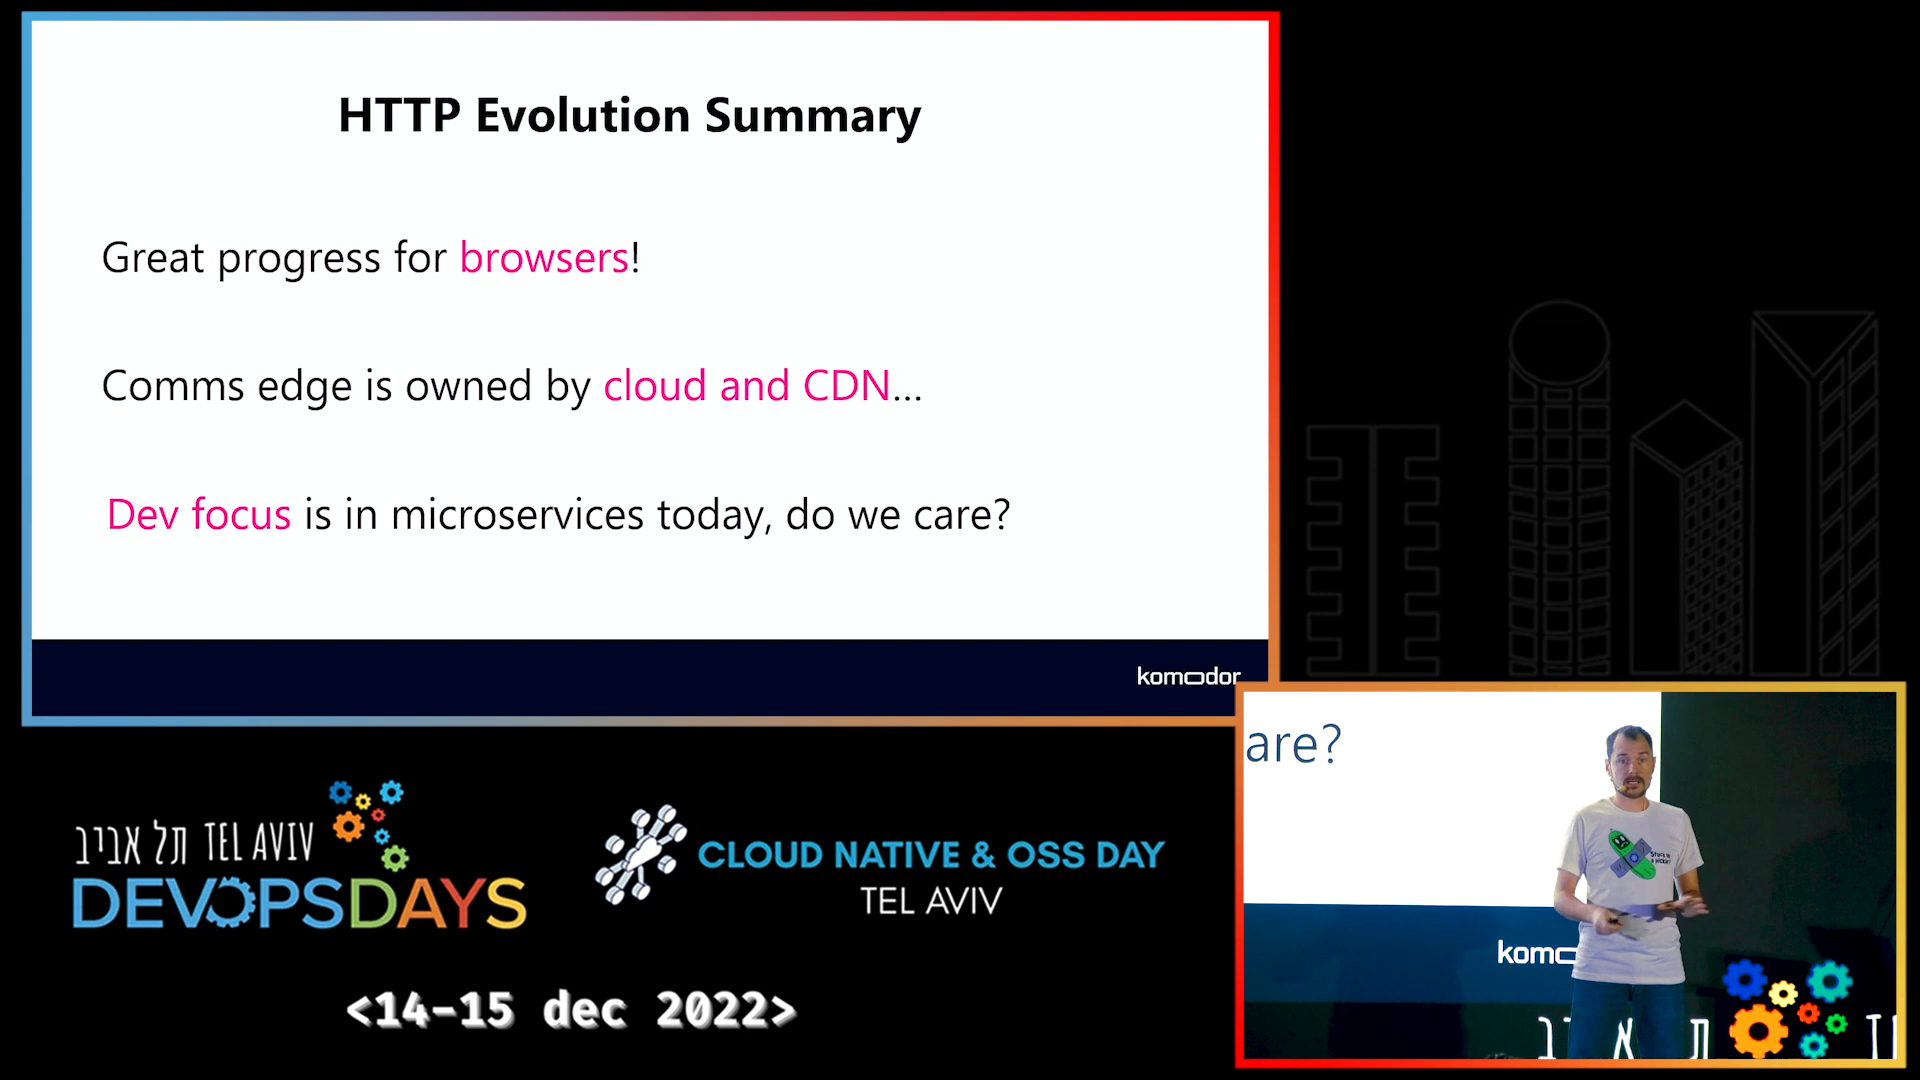 HTTP Evolution Summary
Great progress for browsers!
Comms edge is owned by cloud and CDN...
Dev focus is in microservices today, do we care?
komodor
are?
komo
תל אביב TEL AVIV
DEVOPSDAYS
CLOUD NATIVE & OSS DAY
TEL AVIV
<14-15 dec 2022>